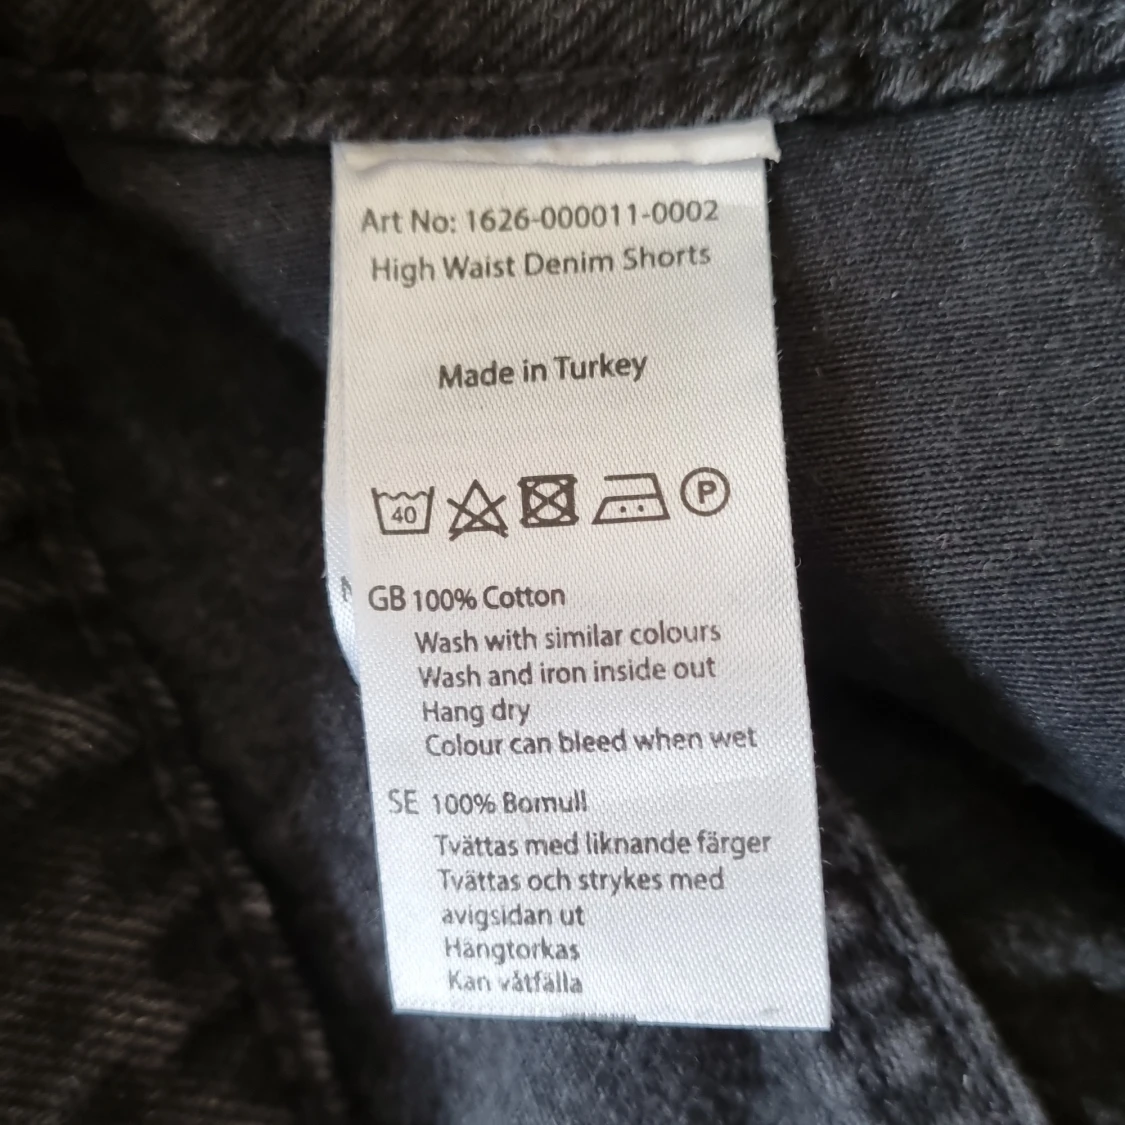 Art No: 1626-000011-0002
High Waist Denim Shorts
Made in Turkey
40 P
GB 100% Cotton
Wash with similar colours
Wash and iron inside out
Hang dry
Colour can bleed when wet
SE 100% Bomull
Tvättas med liknande färger
Tvättas och strykes med
avigsidan ut
Hängtorkas
Kan våtfälla